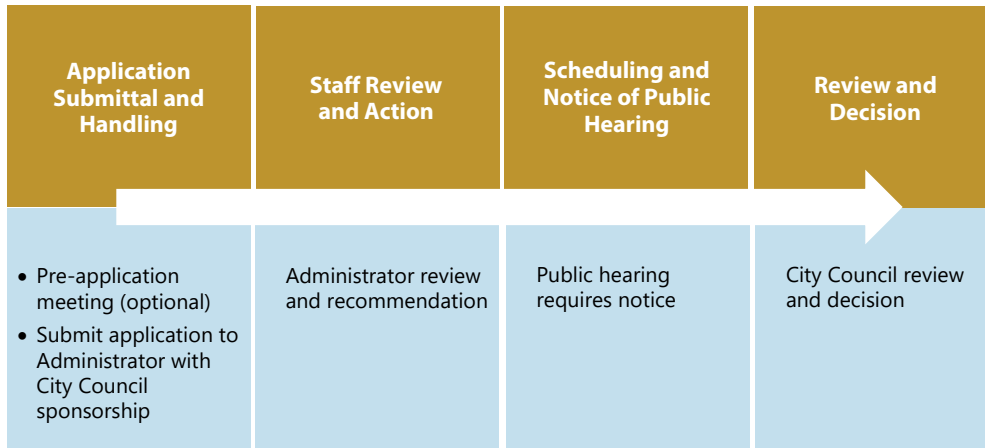 Application
Submittal and
Handling
Staff Review
and Action
Scheduling and
Notice of Public
Hearing
Review and
Decision
• Pre-application
meeting (optional)
• Submit application to
Administrator with
City Council
sponsorship
Administrator review
and recommendation
Public hearing
requires notice
City Council review
and decision